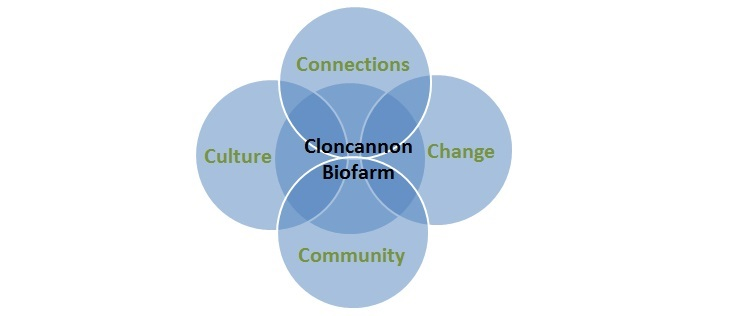 Connections
Culture
Cloncannon
Biofarm
Change
Community